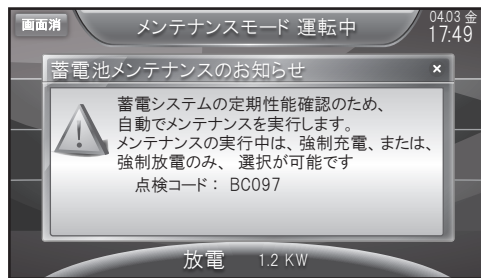 画面消
メンテナンスモード 運転中
04.03 金
17:49
蓄電池メンテナンスのお知らせ
×
蓄電システムの定期性能確認のため、
自動でメンテナンスを実行します。
メンテナンスの実行中は、強制充電、または、
強制放電のみ、 選択が可能です
点検コード： BC097
放電 1.2 KW